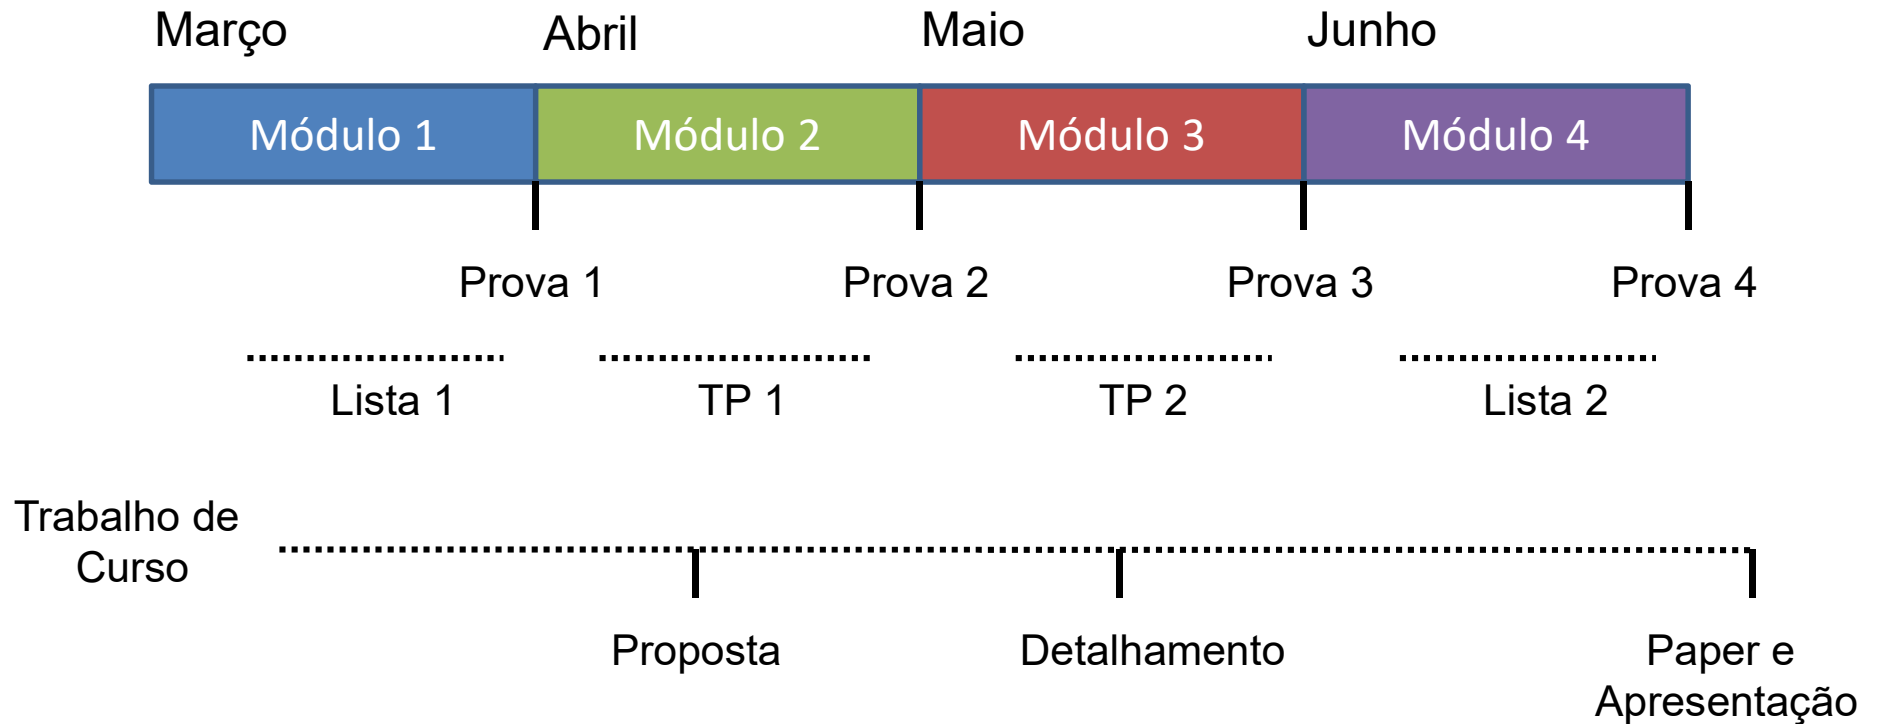 Março Abril Maio Junho
Módulo 1 Módulo 2 Módulo 3 Módulo 4
Prova 1 Prova 2 Prova 3 Prova 4
Lista 1 TP 1 TP 2 Lista 2
Trabalho de
Curso
Proposta Detalhamento Paper e
Apresentação